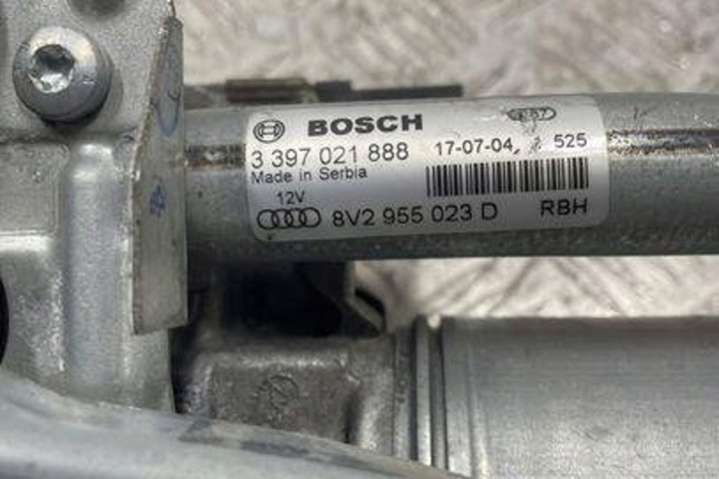 BOSCH
3 397 021 888 17-07-04 525
Made in Serbia
12V
8V2 955 023 D RBH